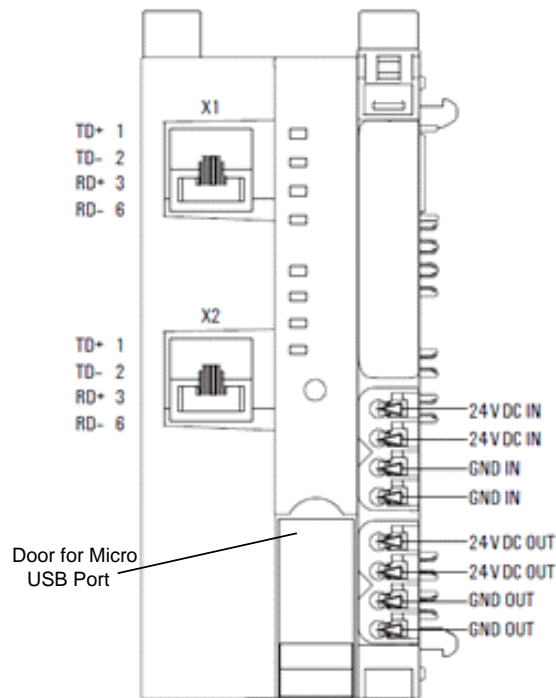 X1
TD+ 1
TD- 2
RD+ 3
RD- 6
X2
TD+ 1
TD- 2
RD+ 3
RD- 6
24V DC IN
24V DC IN
GND IN
GND IN
24V DC OUT
24V DC OUT
GND OUT
GND OUT
Door for Micro
USB Port